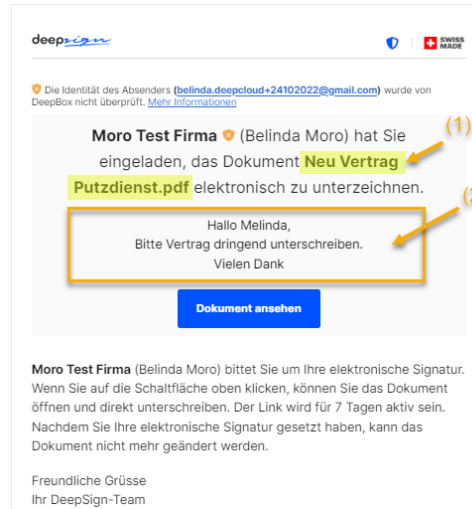 deepsign
SWISS
MADE
Die Identität des Absenders (belinda.deepcloud+24102022@gmail.com) wurde von
DeepBox nicht überprüft. Mehr Informationen
Moro Test Firma (Belinda Moro) hat Sie
(1)
eingeladen, das Dokument Neu Vertrag
Putzdienst.pdf elektronisch zu unterzeichnen.
Hallo Melinda,
Bitte Vertrag dringend unterschreiben.
Vielen Dank
Dokument ansehen
Moro Test Firma (Belinda Moro) bittet Sie um Ihre elektronische Signatur.
Wenn Sie auf die Schaltfläche oben klicken, können Sie das Dokument
öffnen und direkt unterschreiben. Der Link wird für 7 Tagen aktiv sein.
Nachdem Sie Ihre elektronische Signatur gesetzt haben, kann das
Dokument nicht mehr geändert werden.
Freundliche Grüsse
Ihr DeepSign-Team